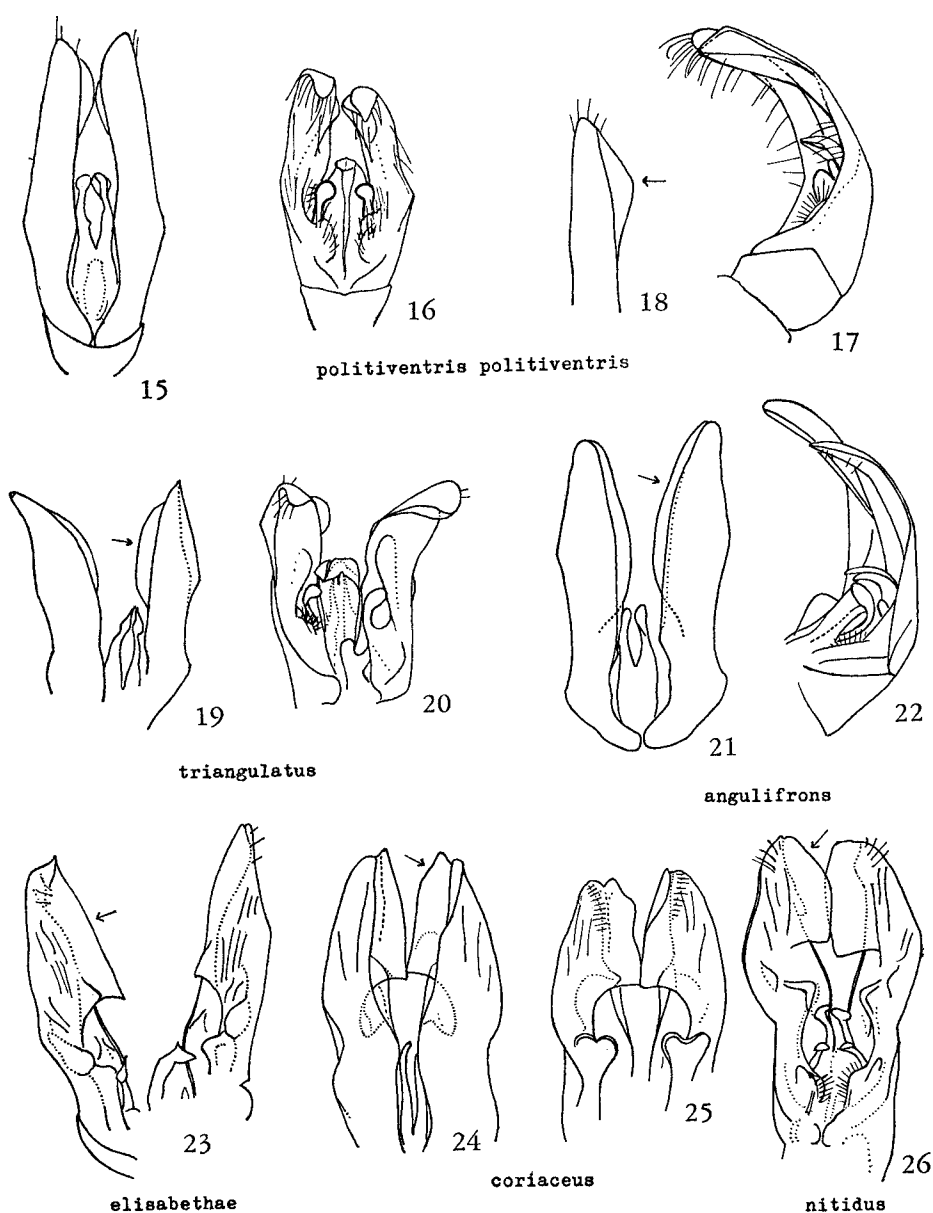 15
16
18
17
politiventris politiventris
19
20
21
22
triangulatus
angulifrons
23
24
25
26
elisabethae
coriaceus
nitidus